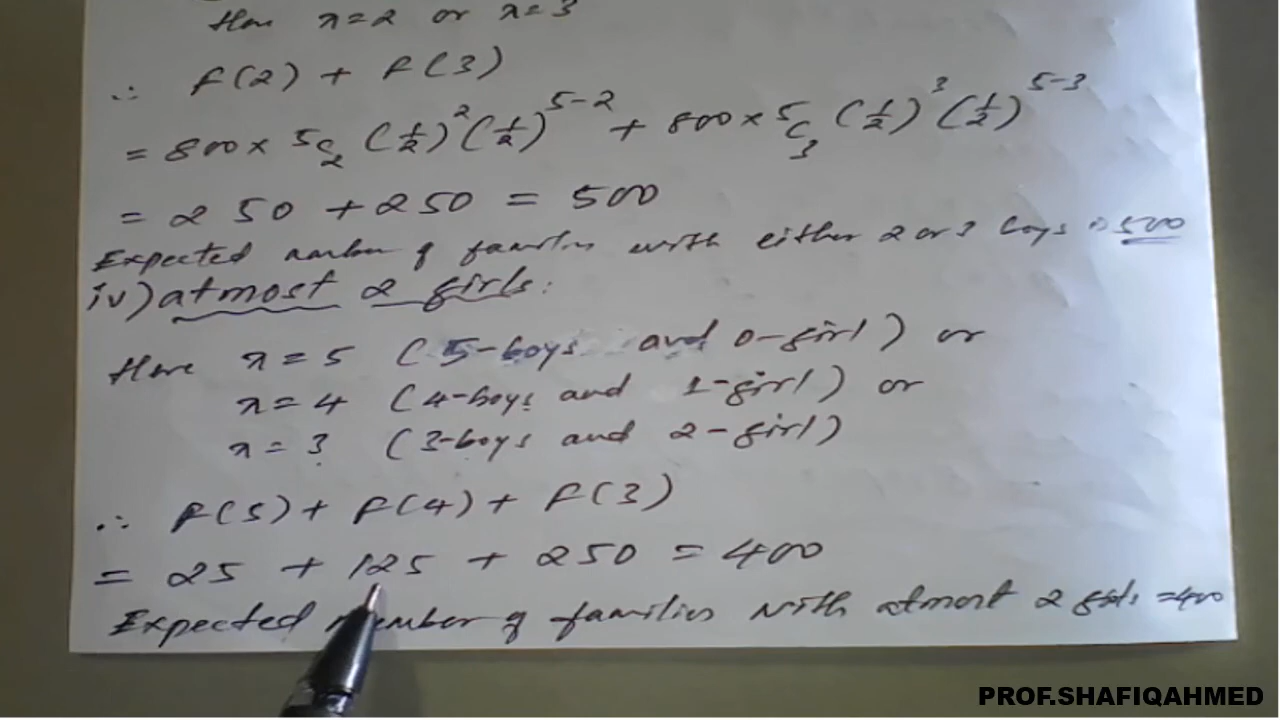 Here x=2 or x=3
∴ F(2) + F(3)
= 800 × 5C2 (1/2)^2 (1/2)^5-2 + 800 × 5C3 (1/2)^3 (1/2)^5-3
= 250 + 250 = 500
Expected number of families with either 2 or 3 boys is 500
iv) atmost 2 girls:
Here x = 5 (5-boys and 0-girl) or
x = 4 (4-boys and 1-girl) or
x = 3 (3-boys and 2-girl)
∴ F(5) + F(4) + F(3)
= 25 + 125 + 250 = 400
Expected number of families with atmost 2 girls =400
PROF.SHAFIQAHMED